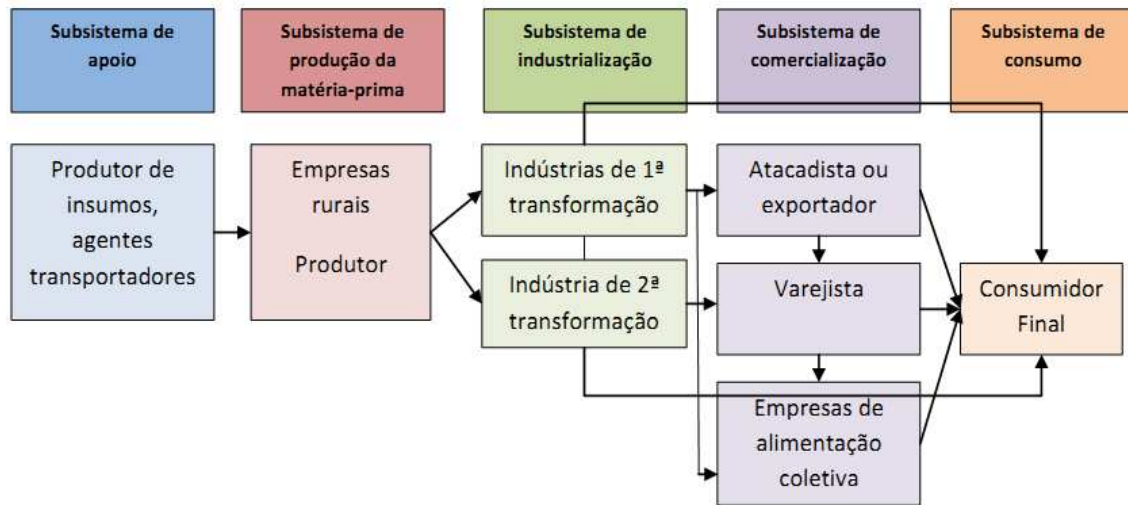 Subsistema de
apoio
Subsistema de
produção da
matéria-prima
Subsistema de
industrialização
Subsistema de
comercialização
Subsistema de
consumo
Produtor de
insumos,
agentes
transportadores
Empresas
rurais
Produtor
Indústrias de 1ª
transformação
Indústria de 2ª
transformação
Atacadista ou
exportador
Varejista
Empresas de
alimentação
coletiva
Consumidor
Final